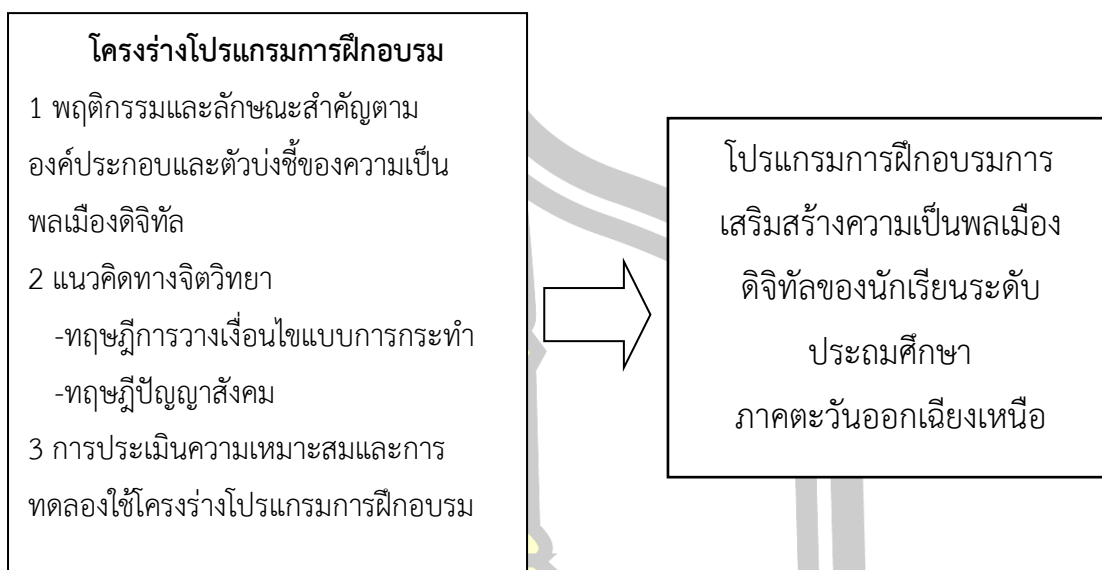 โครงร่างโปรแกรมการฝึกอบรม
1 พฤติกรรมและลักษณะสำคัญตาม
องค์ประกอบและตัวบ่งชี้ของความเป็น
พลเมืองดิจิทัล
2 แนวคิดทางจิตวิทยา
-ทฤษฎีการวางเงื่อนไขแบบการกระทำ
-ทฤษฎีปัญญาสังคม
3 การประเมินความเหมาะสมและการ
ทดลองใช้โครงร่างโปรแกรมการฝึกอบรม
โปรแกรมการฝึกอบรมการ
เสริมสร้างความเป็นพลเมือง
ดิจิทัลของนักเรียนระดับ
ประถมศึกษา
ภาคตะวันออกเฉียงเหนือ